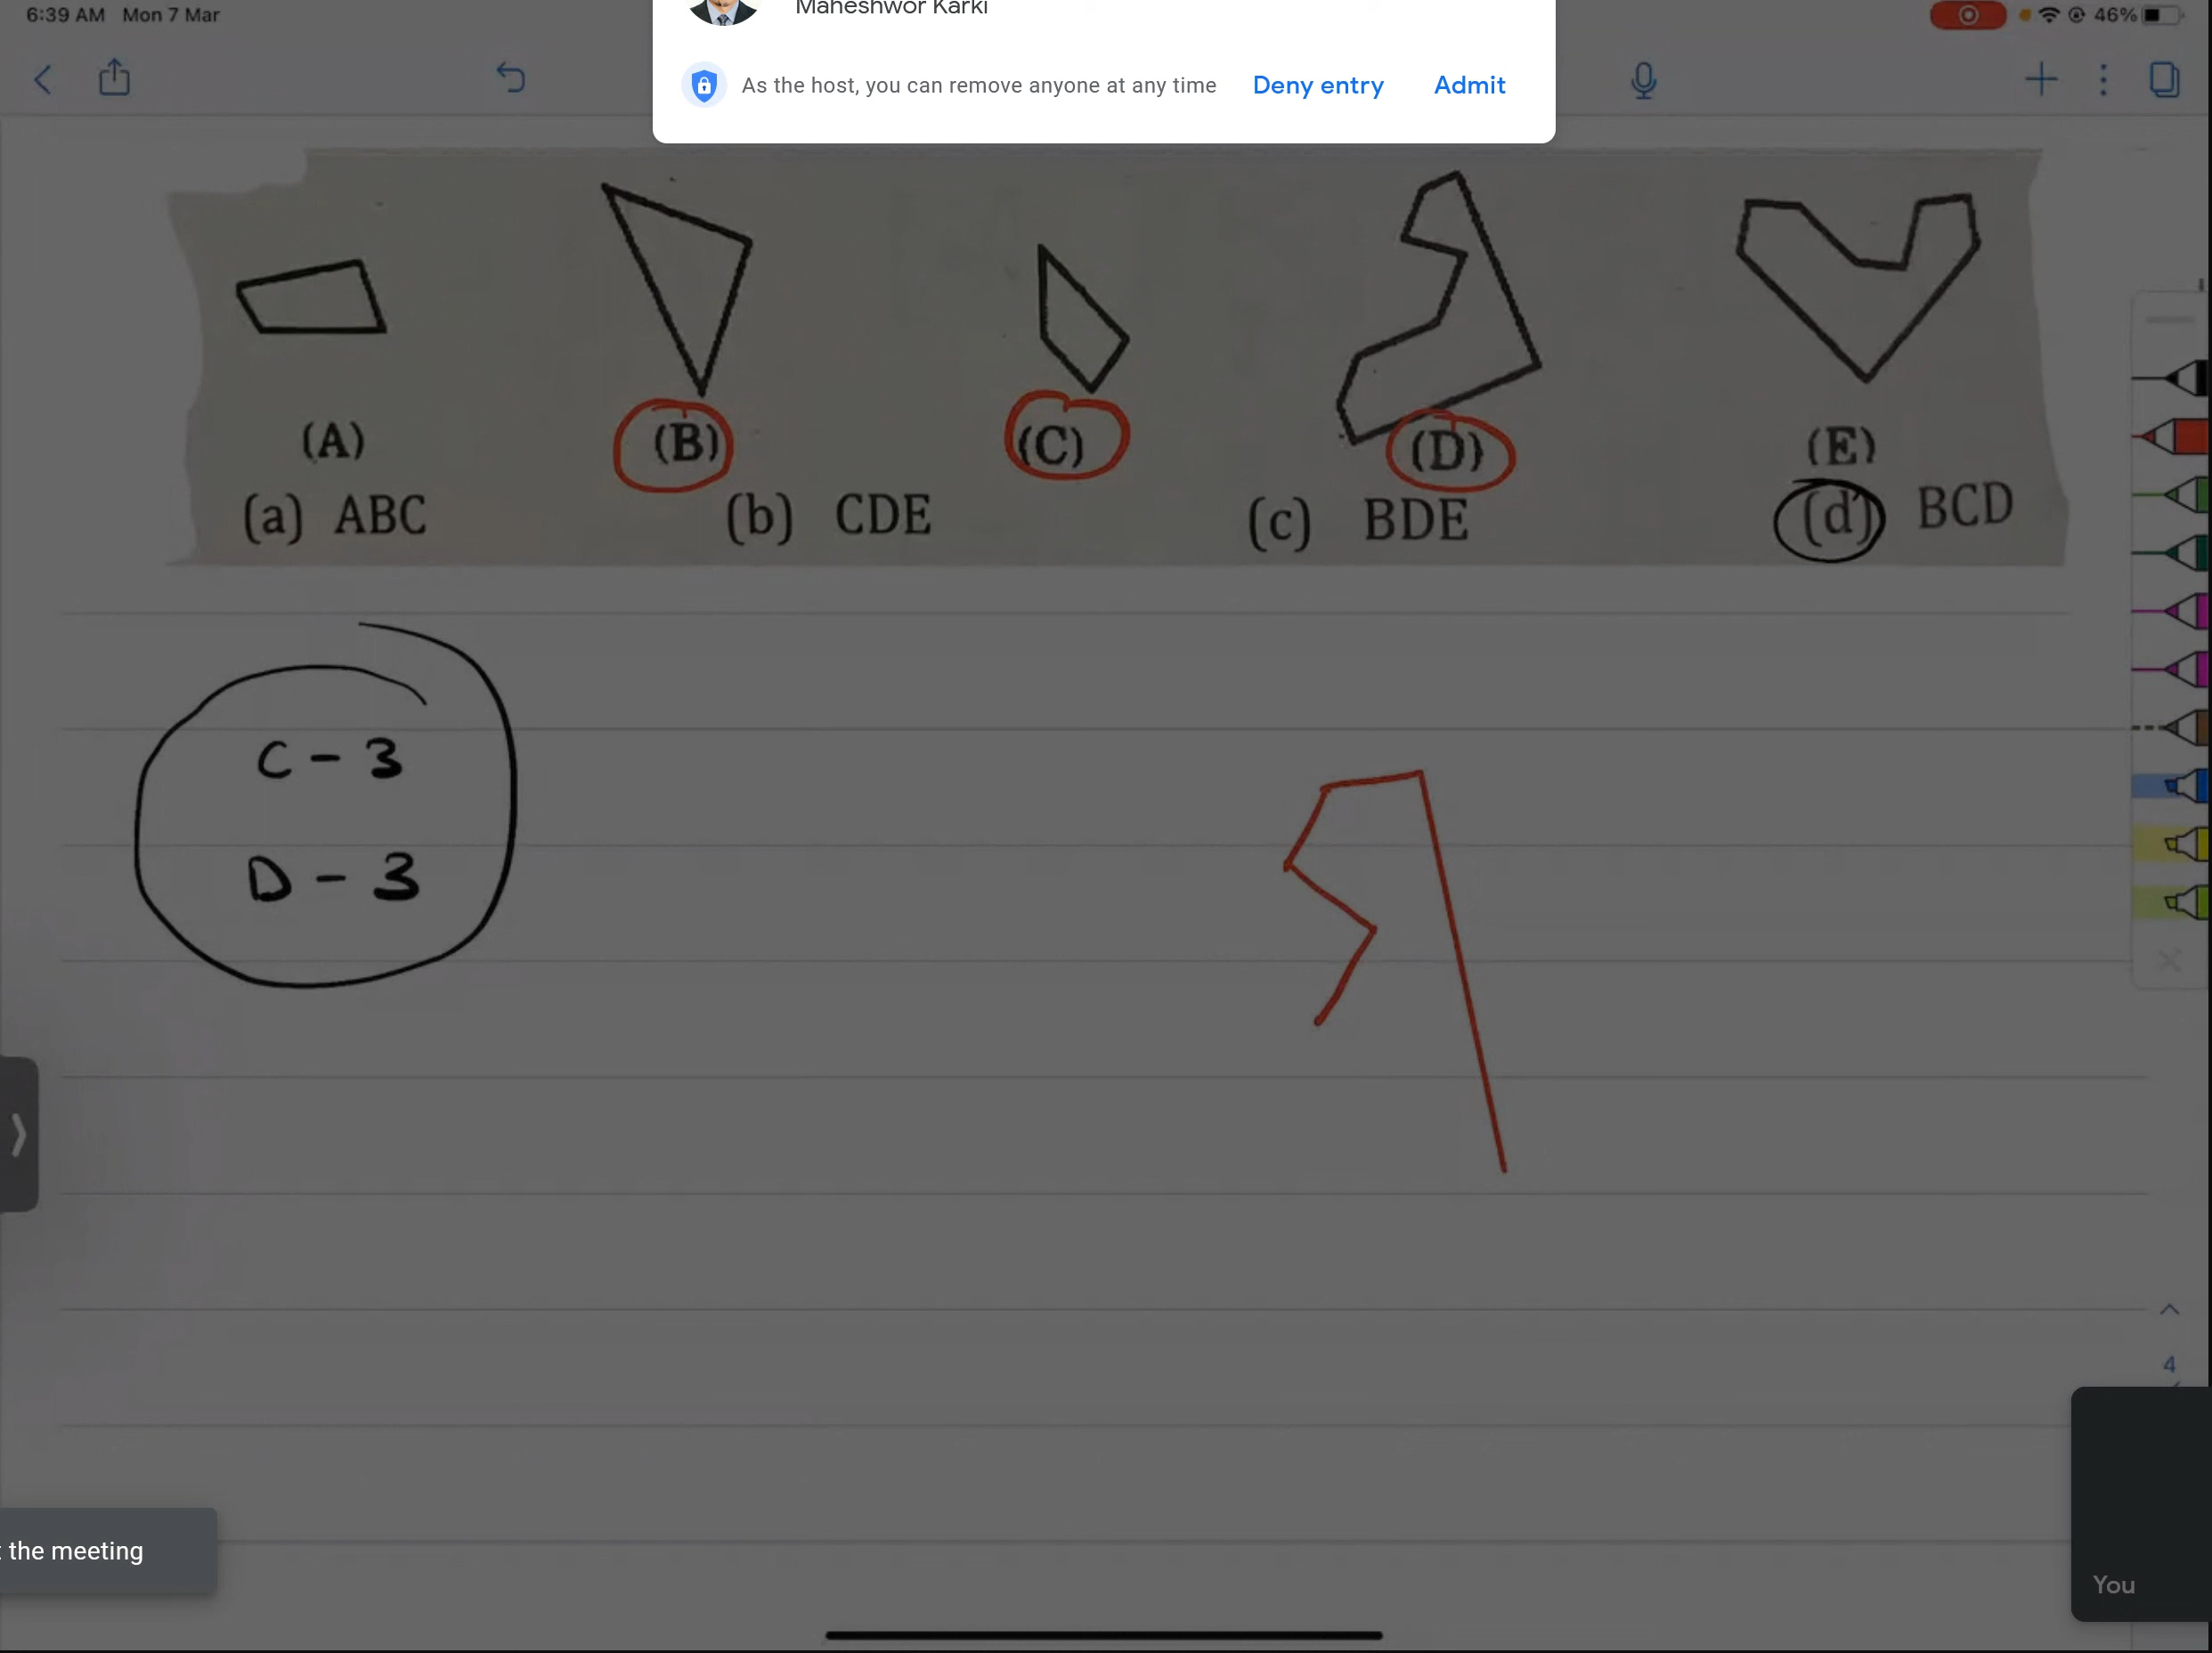 6:39 AM Mon 7 Mar
46%
Maheshwor Karki
As the host, you can remove anyone at any time Deny entry Admit
(A) (B) (C) (D) (E)
(a) ABC (b) CDE (c) BDE (d) BCD
C - 3
D - 3
4
the meeting
You